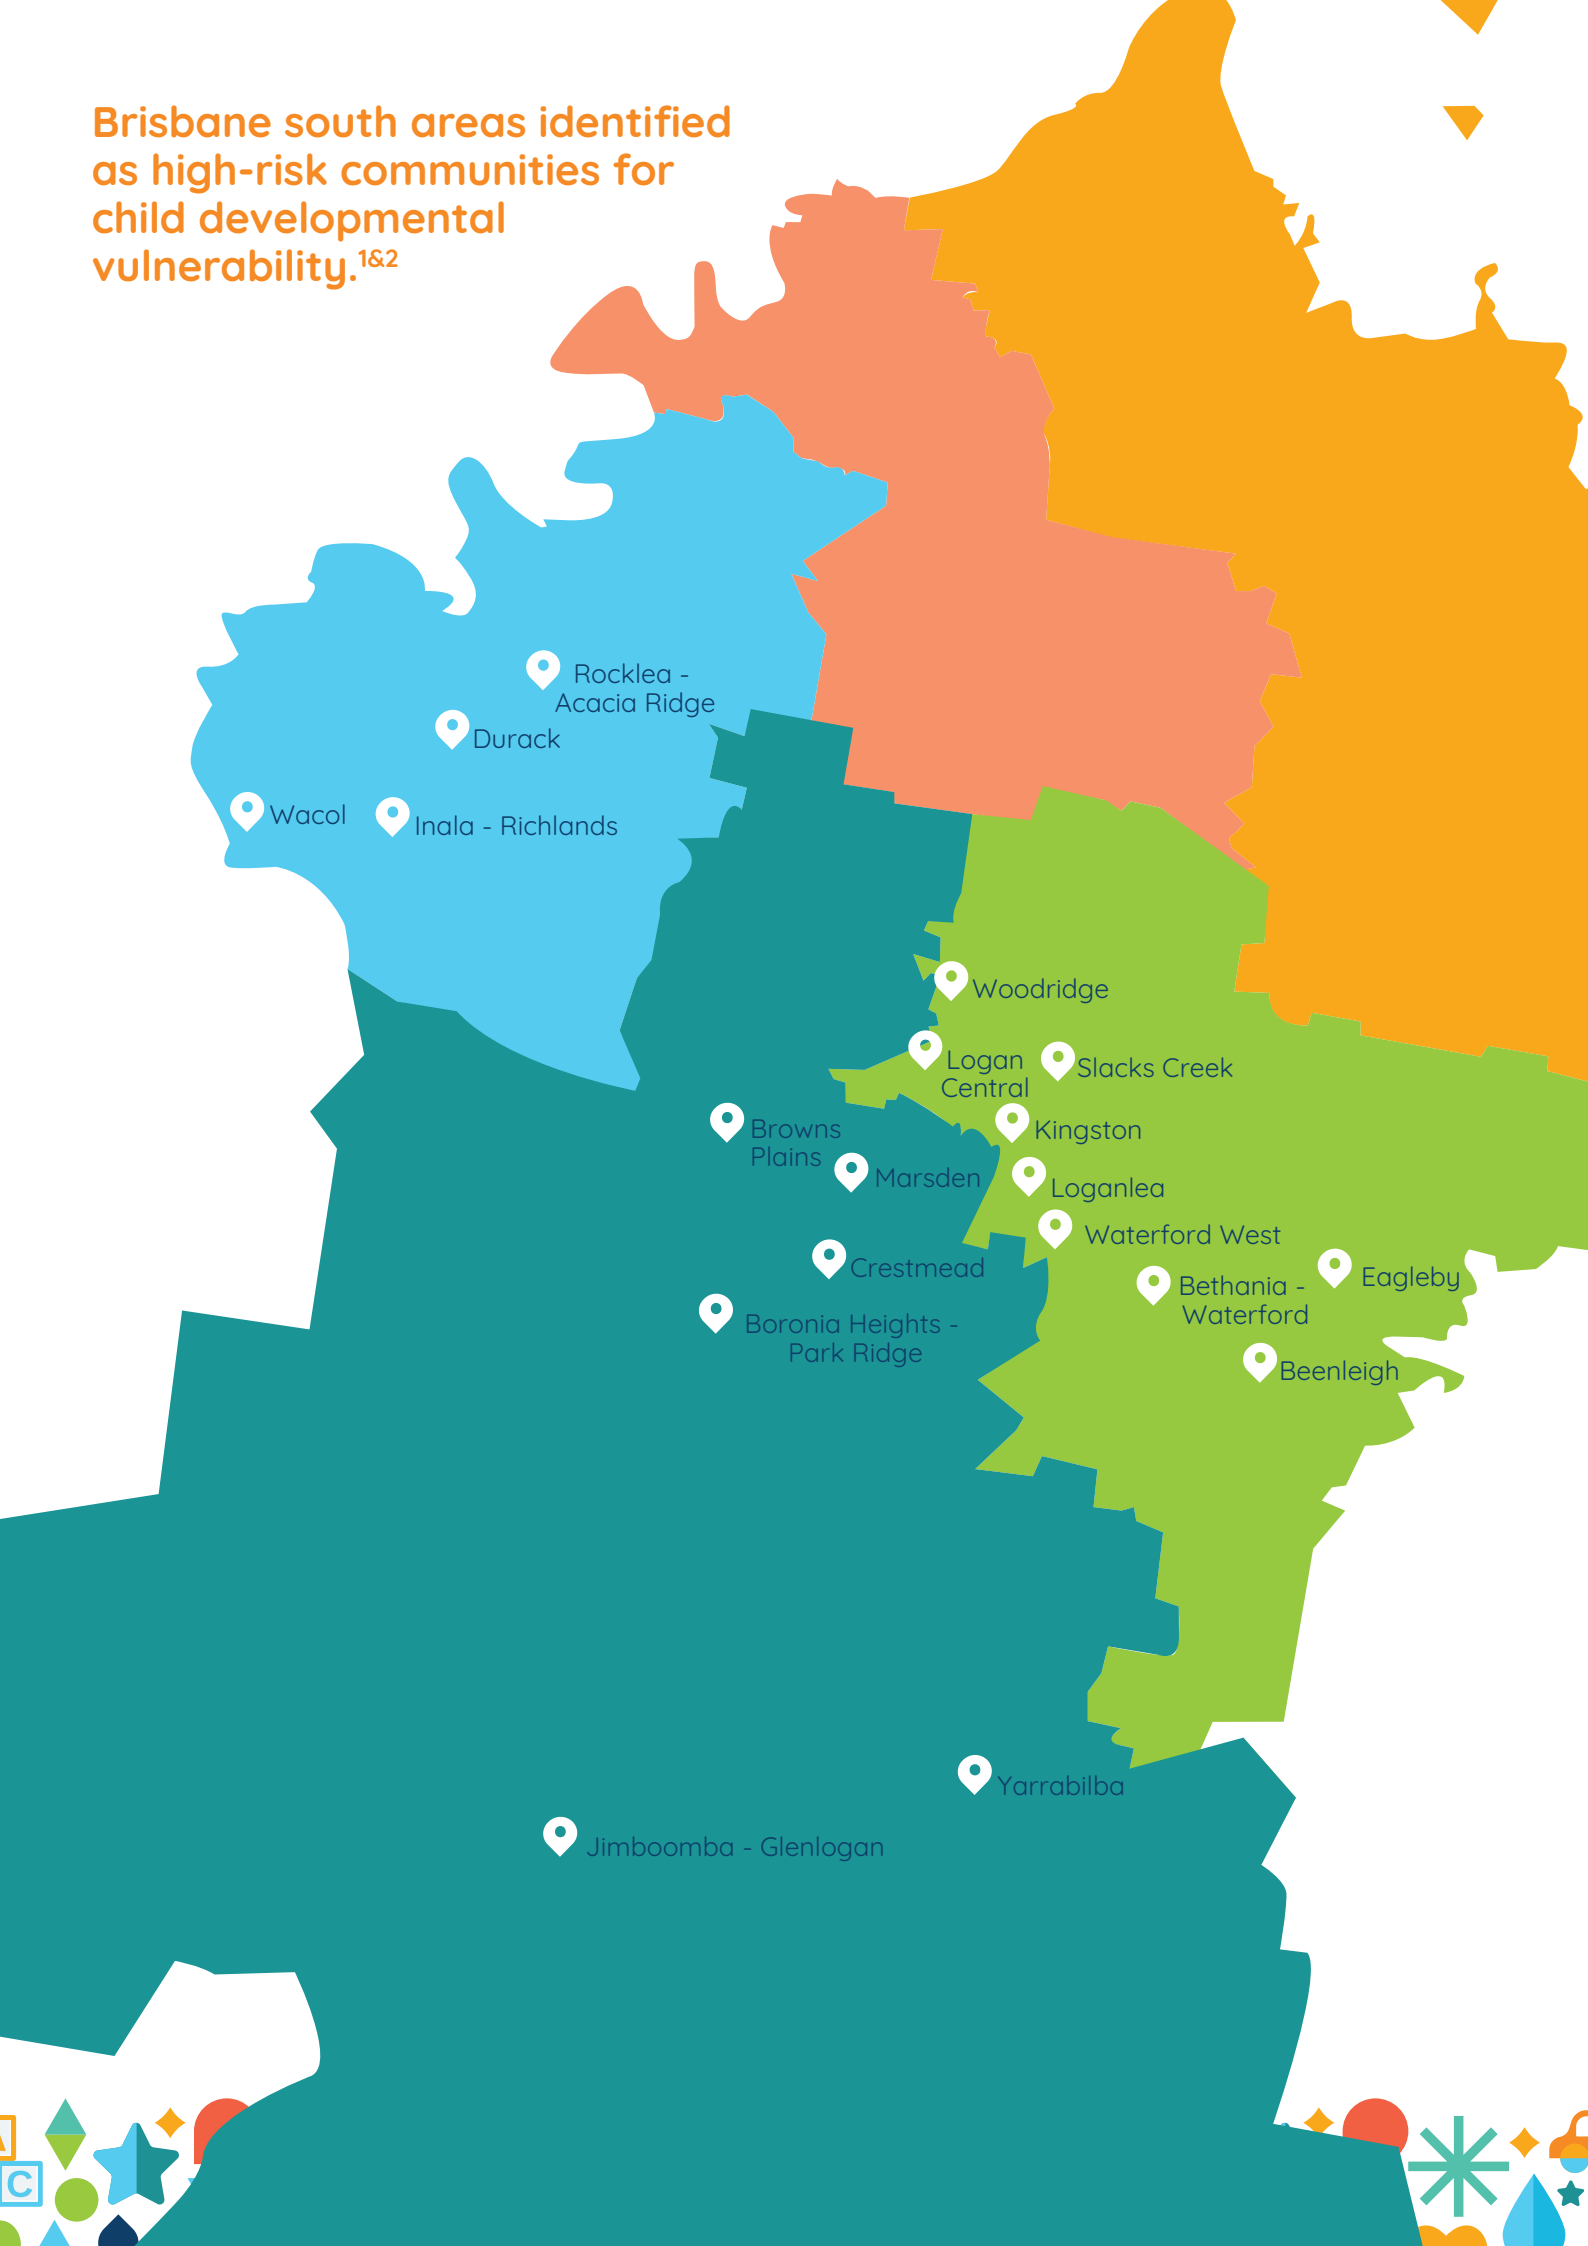 Brisbane south areas identified
as high-risk communities for
child developmental
vulnerability.1&2
Rocklea -
Acacia Ridge
Durack
Wacol
Inala - Richlands
Woodridge
Logan
Central
Slacks Creek
Browns
Plains
Kingston
Marsden
Loganlea
Waterford West
Crestmead
Bethania -
Waterford
Eagleby
Boronia Heights -
Park Ridge
Beenleigh
Yarrabilba
Jimboomba - Glenlogan
C